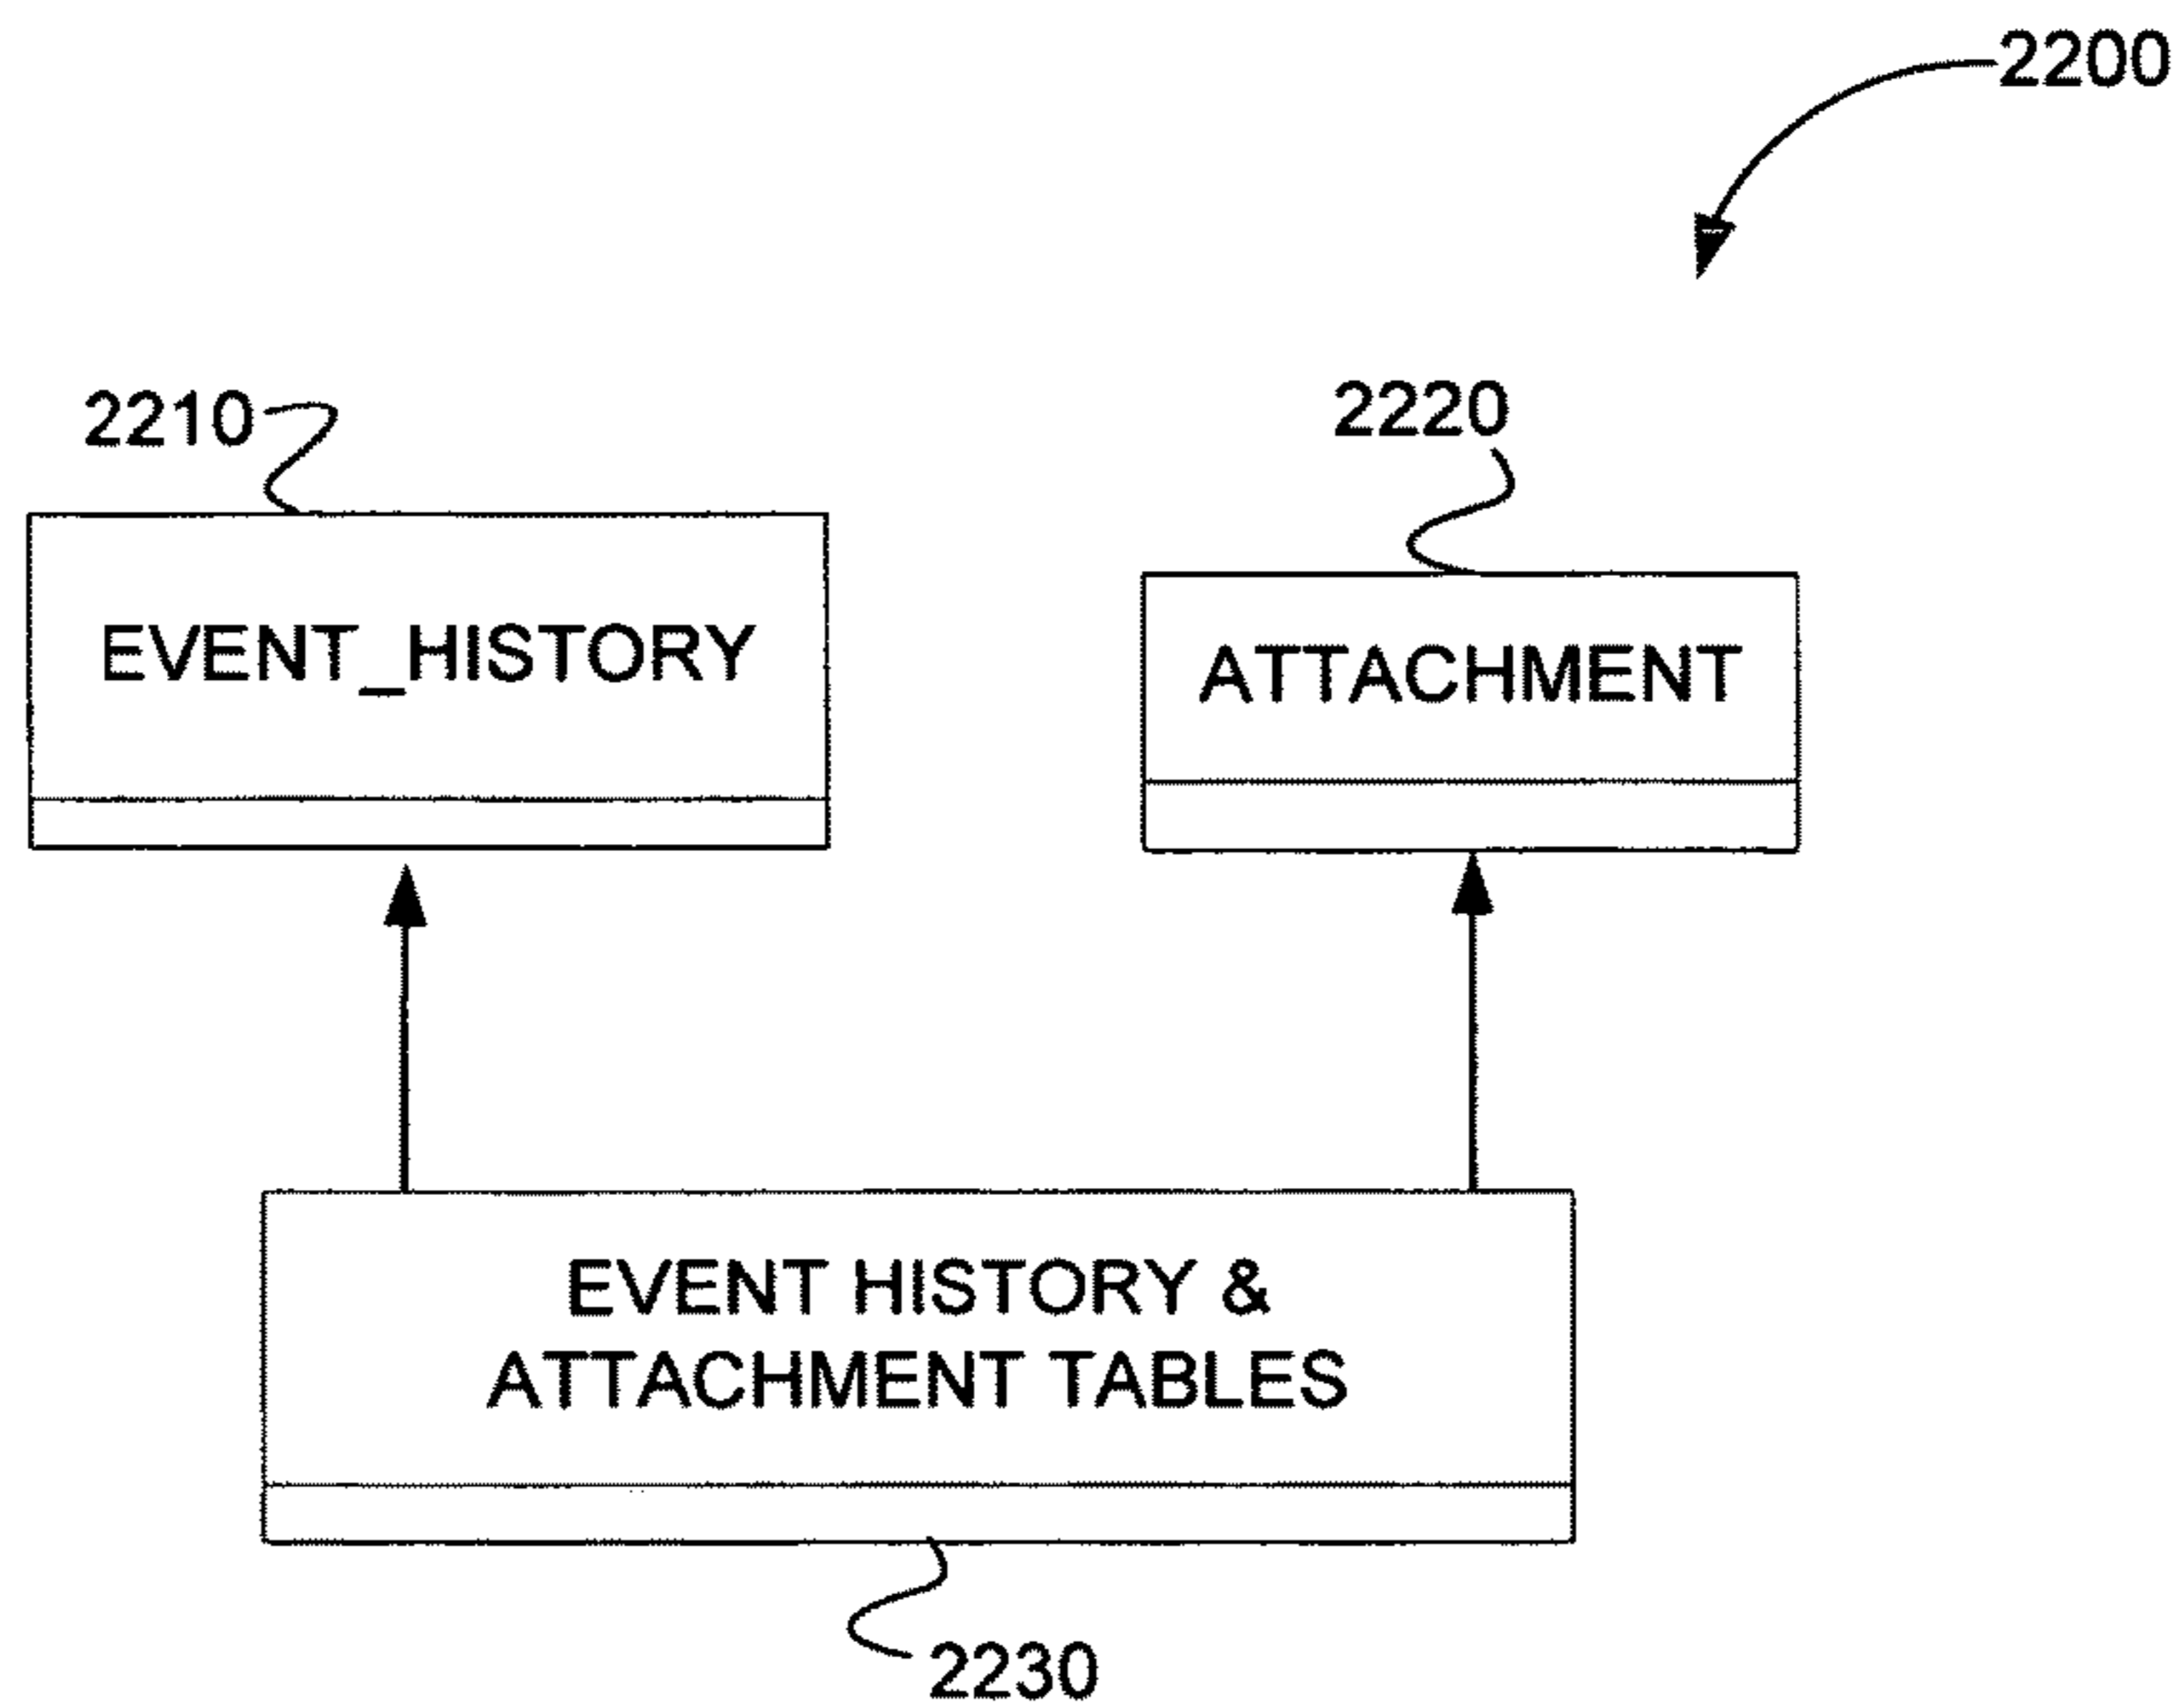 2200
2210
2220
EVENT_HISTORY
ATTACHMENT
EVENT HISTORY &
ATTACHMENT TABLES
2230